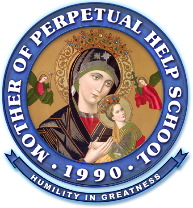 MOTHER OF PERPETUAL HELP SCHOOL
• 1990 •
HUMILITY IN GREATNESS